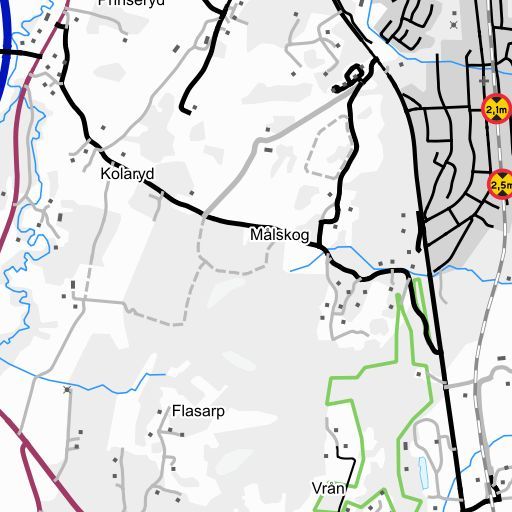 Prinseryd
2,1m
Kolaryd
2,5m
Målskog
Flasarp
Vrån